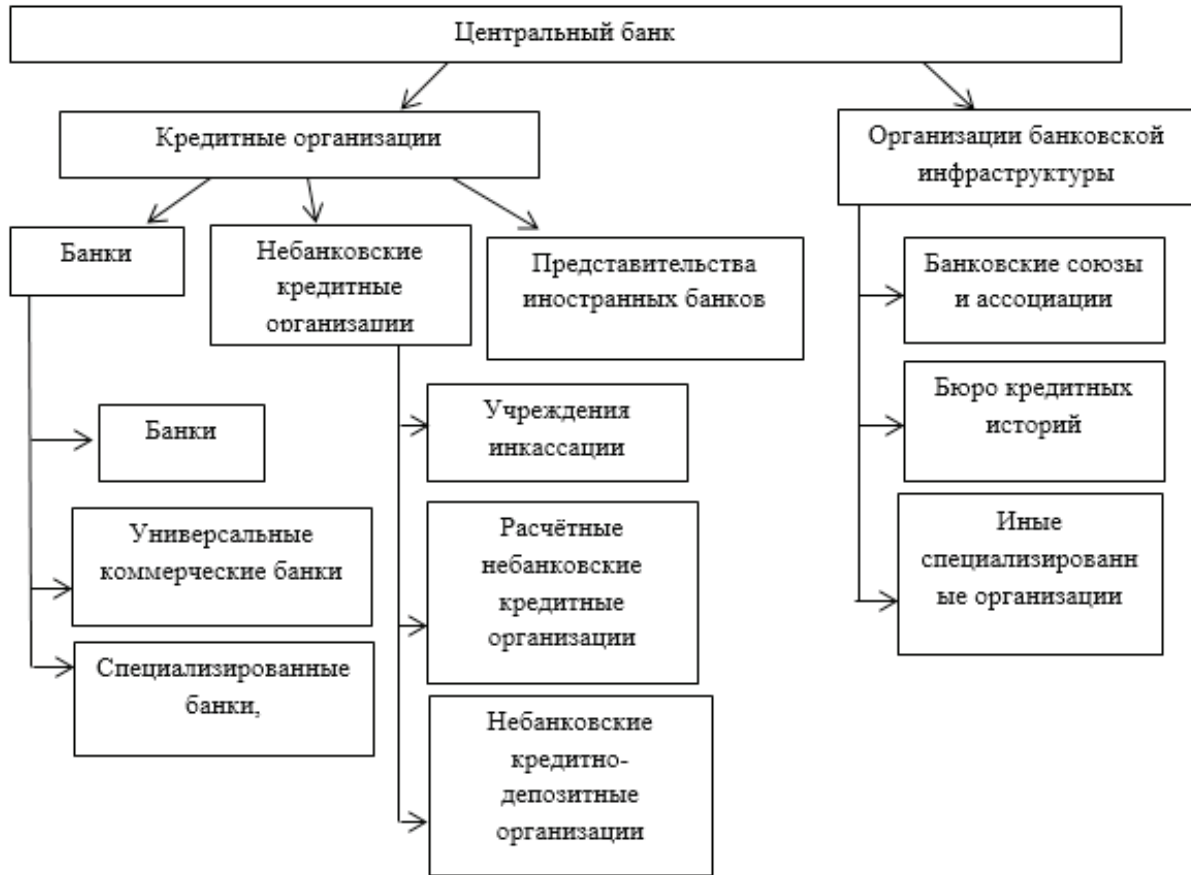 Центральный банк
Кредитные организации
Организации банковской
инфраструктуры
Банки
Небанковские
кредитные
организации
Представительства
иностранных банков
Банковские союзы
и ассоциации
Банки
Учреждения
инкассации
Бюро кредитных
историй
Универсальные
коммерческие банки
Расчётные
небанковские
кредитные
организации
Иные
специализированн
ые организации
Специализированные
банки,
Небанковские
кредитно-
депозитные
организации